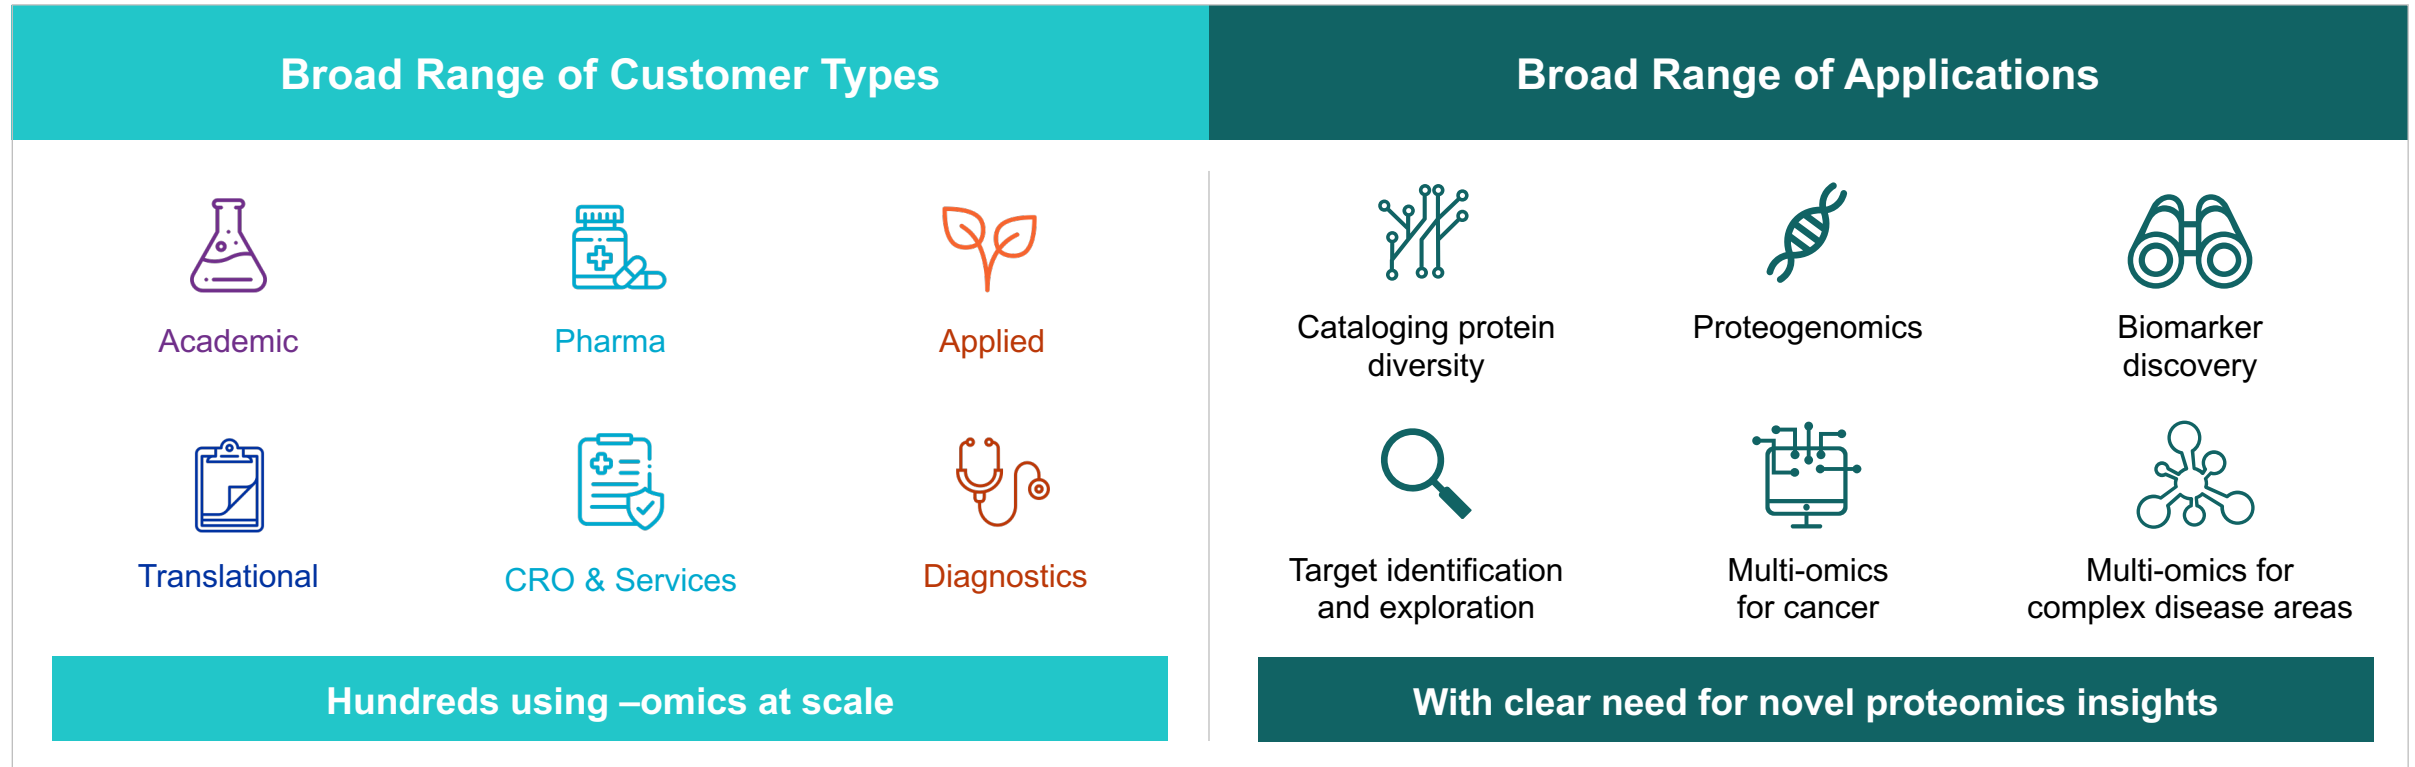 Broad Range of Customer Types
Academic
Pharma
Applied
Translational
CRO & Services
Diagnostics
Hundreds using –omics at scale
Broad Range of Applications
Cataloging protein
diversity
Proteogenomics
Biomarker
discovery
Target identification
and exploration
Multi-omics
for cancer
Multi-omics for
complex disease areas
With clear need for novel proteomics insights